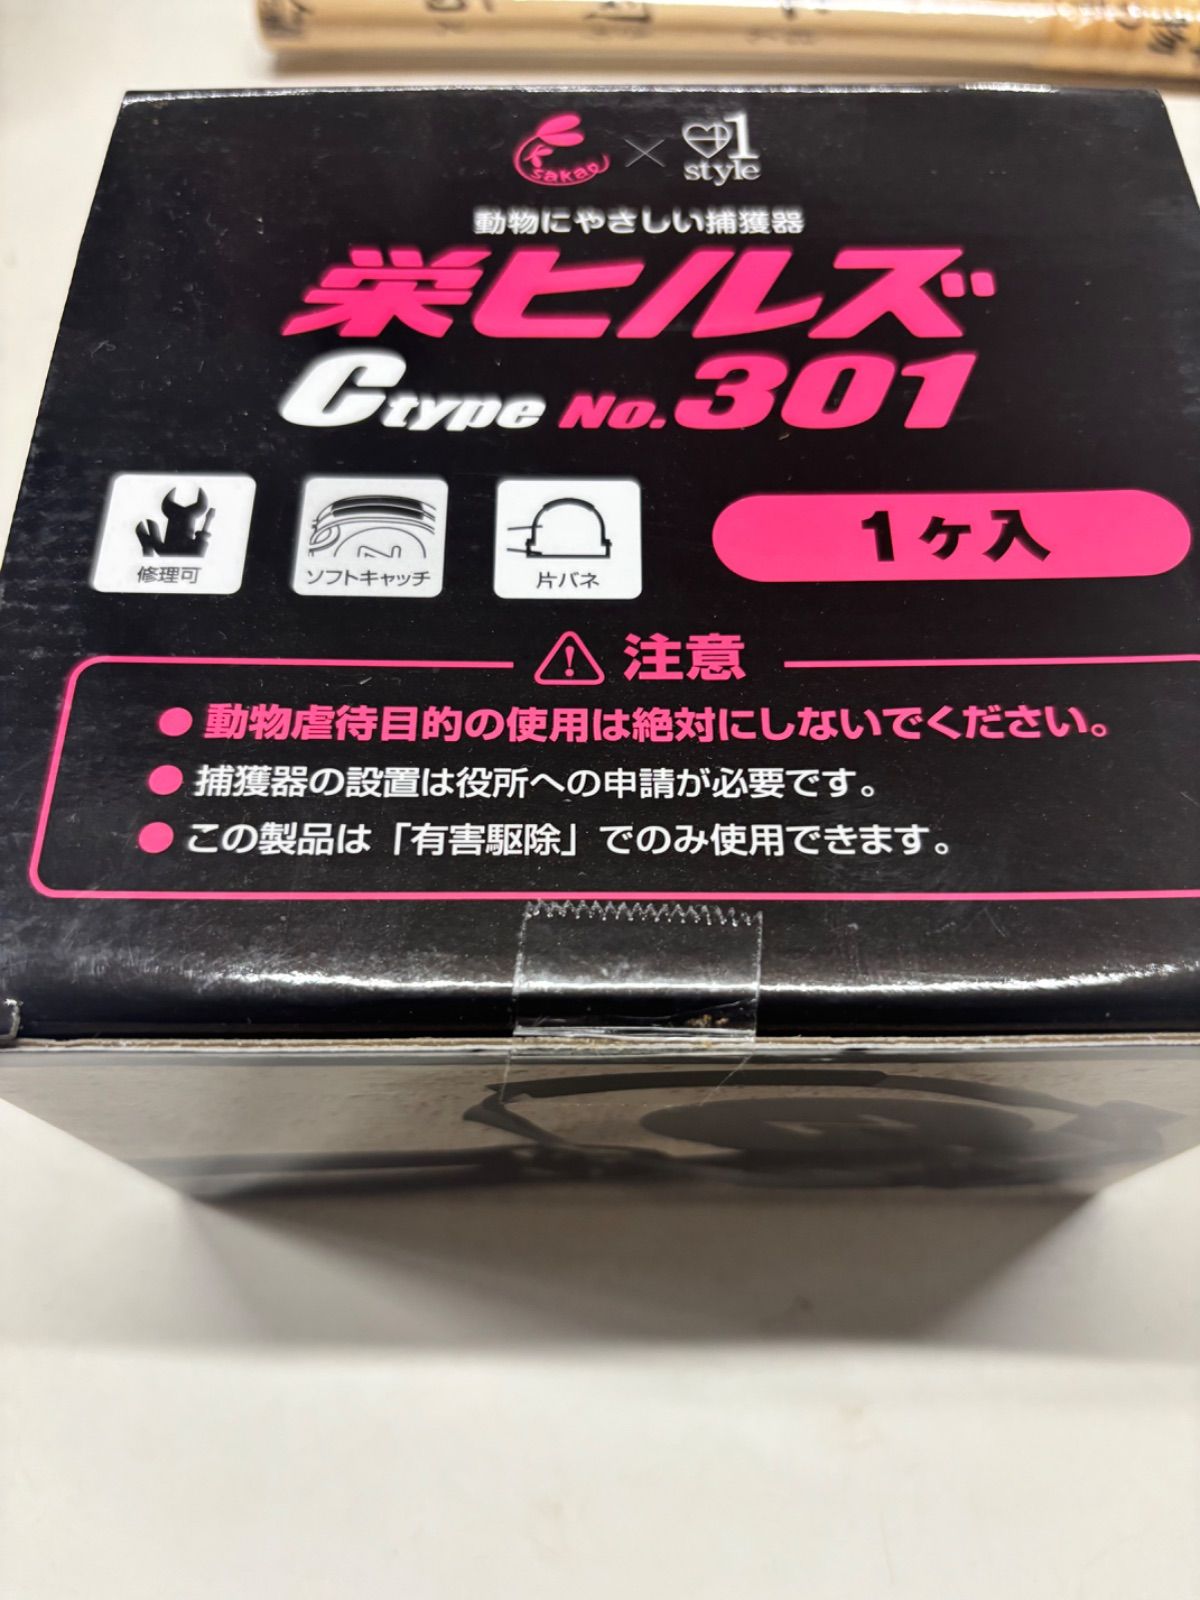 sakae × 1 style
動物にやさしい捕獲器
栄ヒルズ
C type No.301
修理可
ソフトキャッチ
片バネ
1ヶ入
注意
●動物虐待目的の使用は絶対にしないでください。
●捕獲器の設置は役所への申請が必要です。
●この製品は「有害駆除」でのみ使用できます。